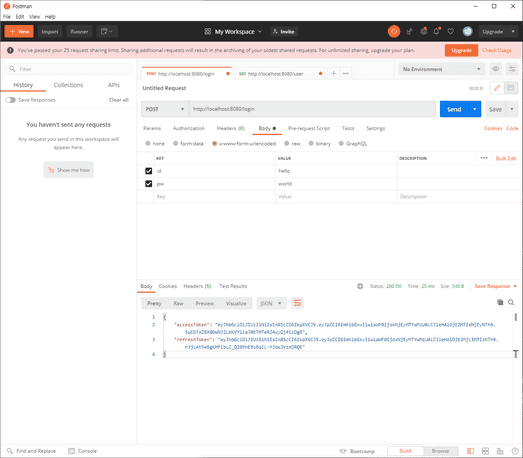 Postman
File Edit View Help
+ New Import Runner My Workspace Invite Upgrade
You've passed your 25 request sharing limit. Sharing additional requests will result in the archiving of your oldest shared requests. For unlimited sharing, upgrade your plan. Upgrade Check Usage
Filter
History Collections APIs
Save Responses Clear all
You haven't sent any requests
Any request you send in this workspace will
appear here.
Show me how
POST http://localhost:8080/login GET http://localhost:8080/user + ••• No Environment
Untitled Request BUILD
POST http://localhost:8080/login Send Save
Params Authorization Headers (8) Body Pre-request Script Tests Settings Cookies Code
none form-data x-www-form-urlencoded raw binary GraphQL
KEY VALUE DESCRIPTION ••• Bulk Edit
id hello
pw world
Key Value Description
Body Cookies Headers (5) Test Results Status: 200 OK Time: 25 ms Size: 549 B Save Response
Pretty Raw Preview Visualize JSON
1 {
2 "accessToken":
3 "refreshToken":
4 }
Find and Replace Console Bootcamp Build Browse